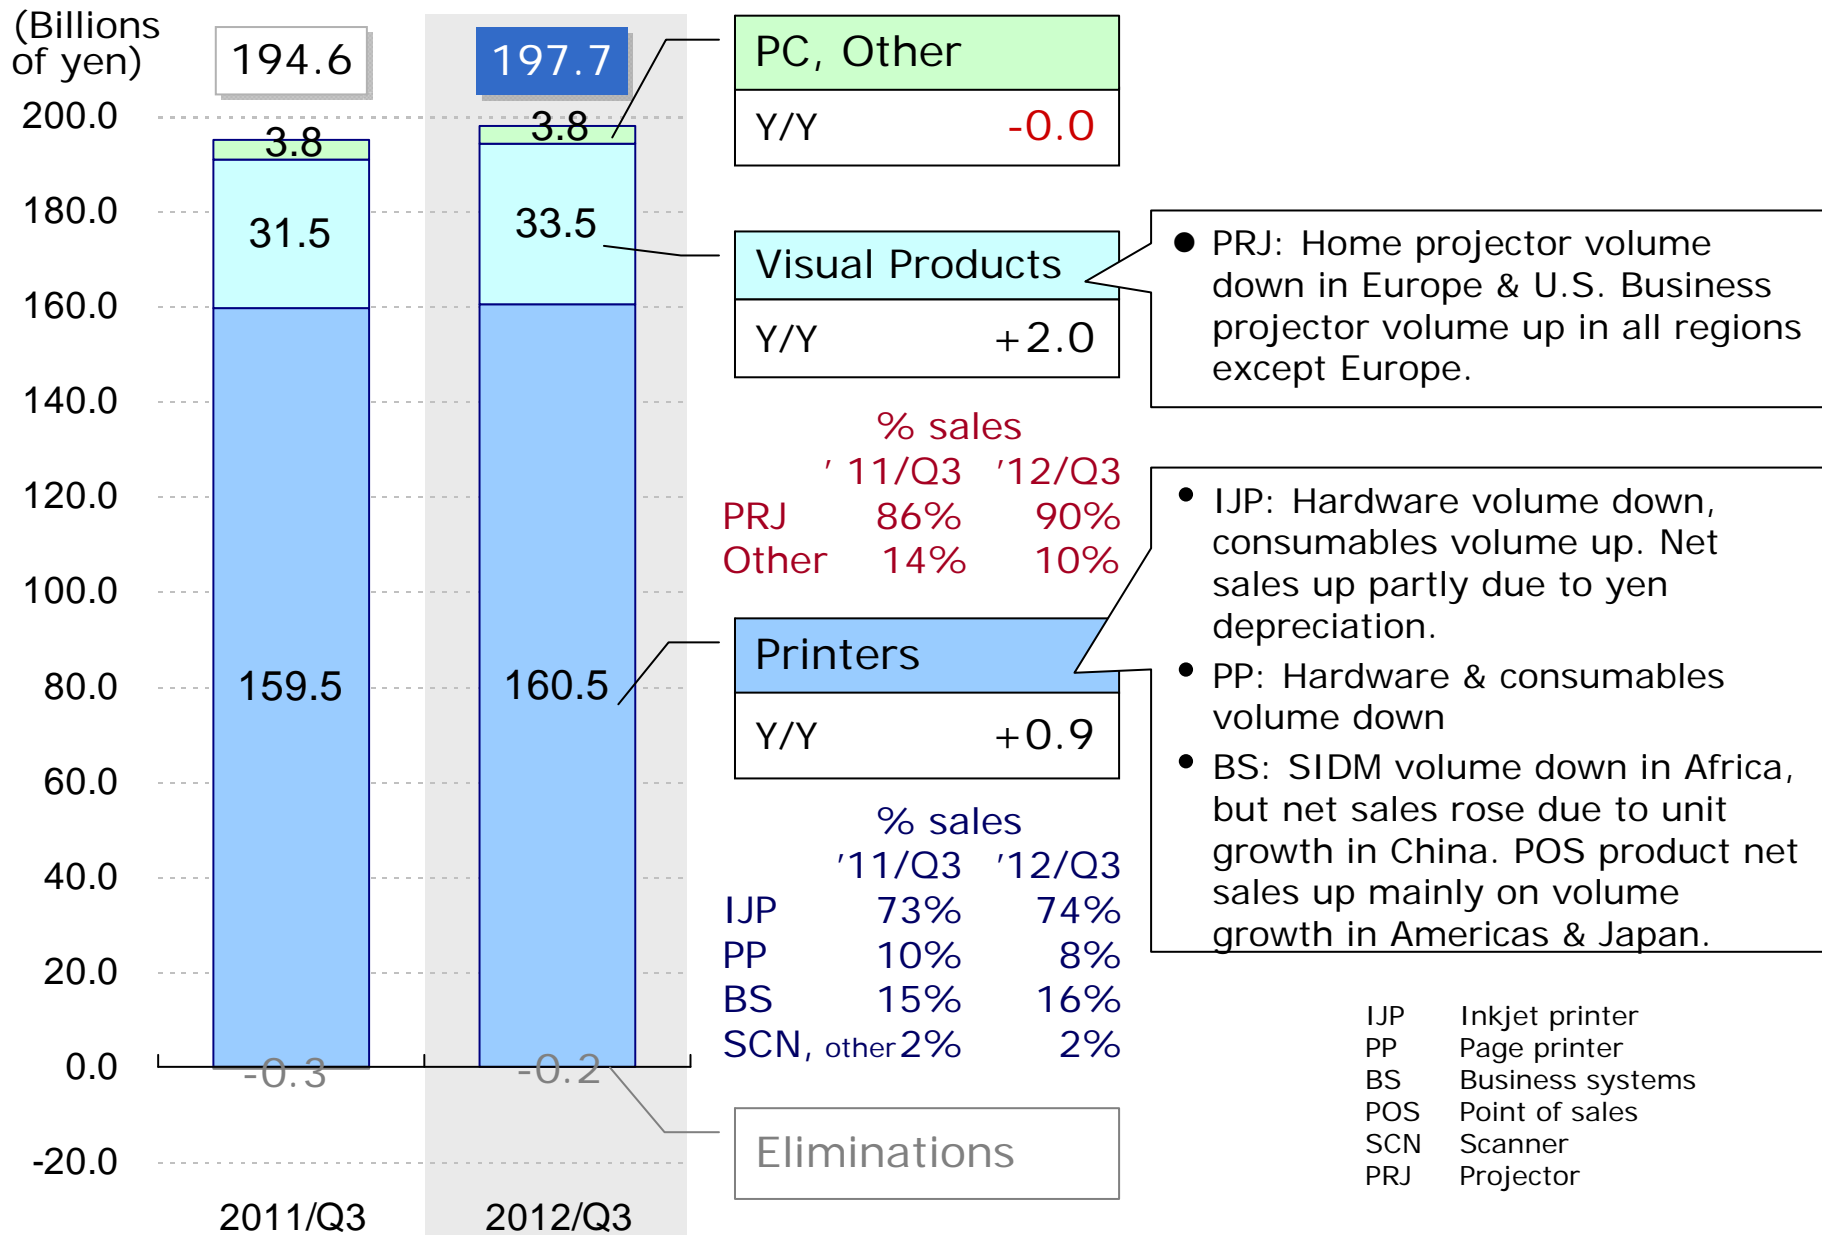 (Billions
of yen)
194.6
197.7
200.0
180.0
160.0
140.0
120.0
100.0
80.0
60.0
40.0
20.0
0.0
-20.0
3.8
31.5
159.5
-0.3
3.8
33.5
160.5
-0.2
2011/Q3
2012/Q3
PC, Other
Y/Y -0.0
Visual Products
Y/Y +2.0
% sales
' 11/Q3 '12/Q3
PRJ 86% 90%
Other 14% 10%
Printers
Y/Y +0.9
% sales
'11/Q3 '12/Q3
IJP 73% 74%
PP 10% 8%
BS 15% 16%
SCN, other 2% 2%
Eliminations
● PRJ: Home projector volume
down in Europe & U.S. Business
projector volume up in all regions
except Europe.
• IJP: Hardware volume down,
consumables volume up. Net
sales up partly due to yen
depreciation.
• PP: Hardware & consumables
volume down
• BS: SIDM volume down in Africa,
but net sales rose due to unit
growth in China. POS product net
sales up mainly on volume
growth in Americas & Japan.
IJP Inkjet printer
PP Page printer
BS Business systems
POS Point of sales
SCN Scanner
PRJ Projector